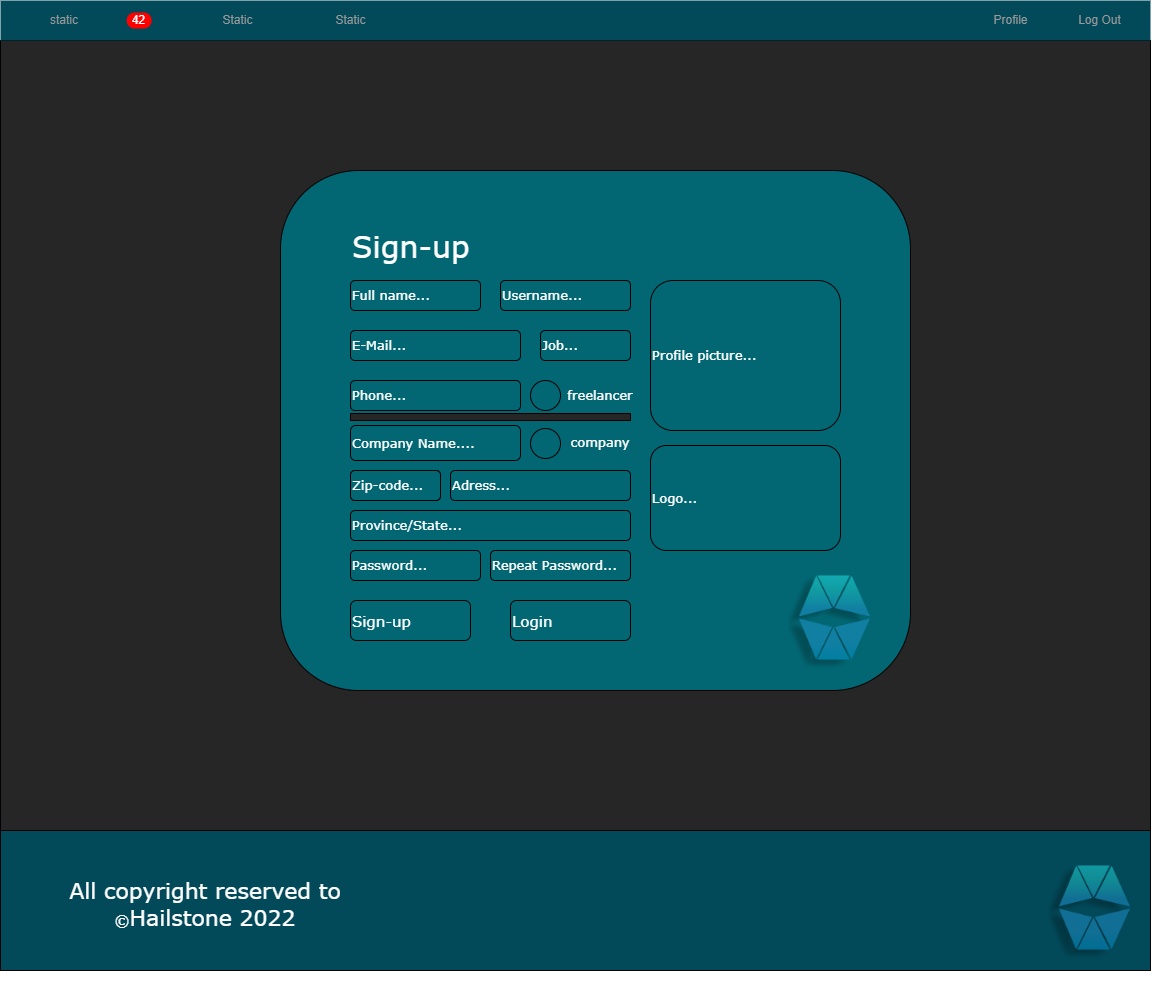 static 42 Static Static Profile Log Out
Sign-up
Full name... Username...
E-Mail... Job...
Profile picture...
Phone... freelancer
Company Name.... company
Zip-code... Adress...
Logo...
Province/State...
Password... Repeat Password...
Sign-up Login
All copyright reserved to
©Hailstone 2022